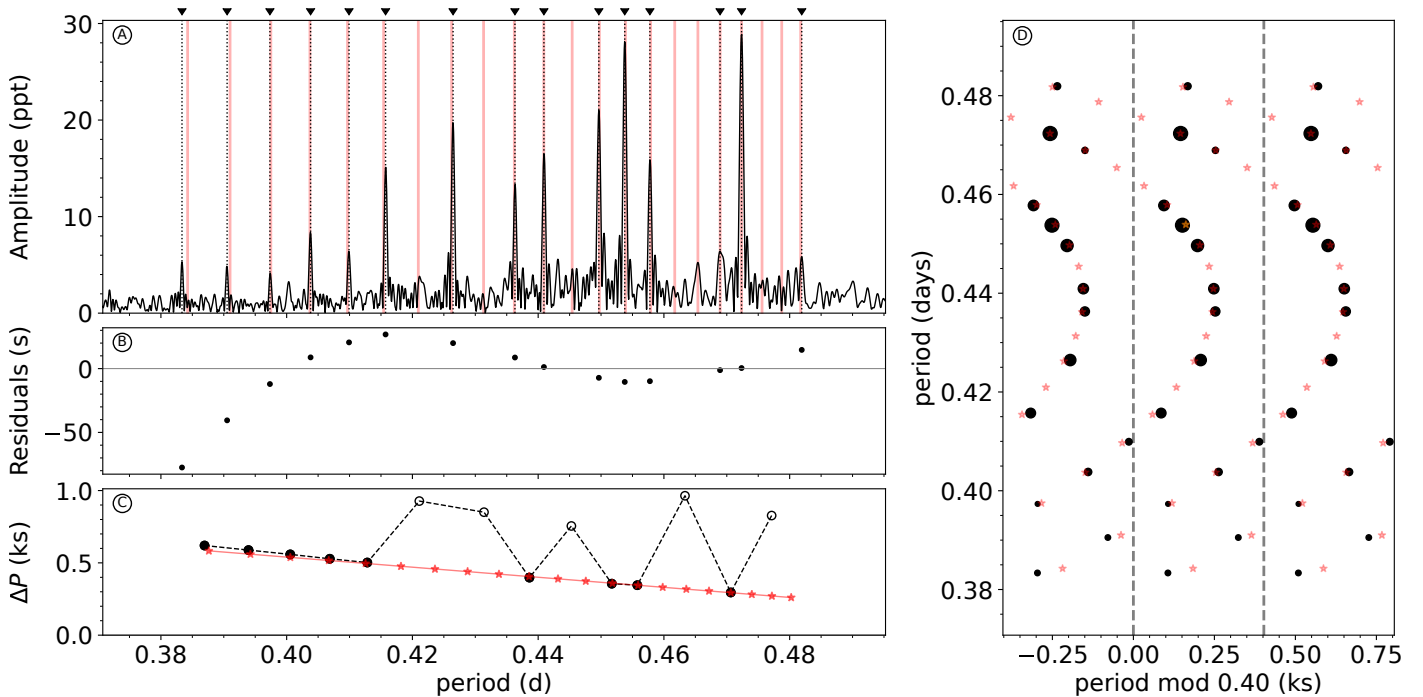 A
30
20
10
0
Amplitude (ppt)
B
0
−50
Residuals (s)
C
1.0
0.5
0.0
ΔP (ks)
0.38 0.40 0.42 0.44 0.46 0.48
period (d)
D
0.48
0.46
0.44
0.42
0.40
0.38
period (days)
−0.25 0.00 0.25 0.50 0.75
period mod 0.40 (ks)